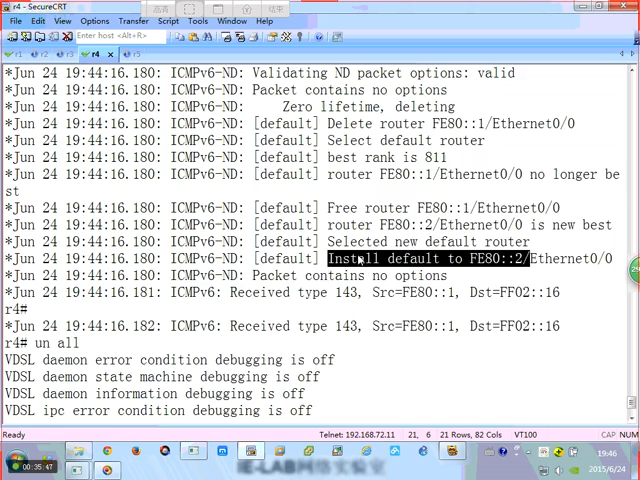 r4 - SecureCRT
高清
结束
File Edit View Options Transfer Script Tools Window Help
Enter host <Alt+R>
r1 r2 r3 r4 × r5
*Jun 24 19:44:16.180: ICMPv6-ND: Validating ND packet options: valid
*Jun 24 19:44:16.180: ICMPv6-ND: Packet contains no options
*Jun 24 19:44:16.180: ICMPv6-ND: Zero lifetime, deleting
*Jun 24 19:44:16.180: ICMPv6-ND: [default] Delete router FE80::1/Ethernet0/0
*Jun 24 19:44:16.180: ICMPv6-ND: [default] Select default router
*Jun 24 19:44:16.180: ICMPv6-ND: [default] best rank is 811
*Jun 24 19:44:16.180: ICMPv6-ND: [default] router FE80::1/Ethernet0/0 no longer be
st
*Jun 24 19:44:16.180: ICMPv6-ND: [default] Free router FE80::1/Ethernet0/0
*Jun 24 19:44:16.180: ICMPv6-ND: [default] router FE80::2/Ethernet0/0 is new best
*Jun 24 19:44:16.180: ICMPv6-ND: [default] Selected new default router
*Jun 24 19:44:16.180: ICMPv6-ND: [default] Install default to FE80::2/Ethernet0/0
*Jun 24 19:44:16.180: ICMPv6-ND: Packet contains no options
*Jun 24 19:44:16.181: ICMPv6: Received type 143, Src=FE80::1, Dst=FF02::16
r4#
*Jun 24 19:44:16.182: ICMPv6: Received type 143, Src=FE80::1, Dst=FF02::16
r4# un all
VDSL daemon error condition debugging is off
VDSL daemon state machine debugging is off
VDSL daemon information debugging is off
VDSL ipc error condition debugging is off
Ready Telnet: 192.168.72.11 21, 6 21 Rows, 82 Cols VT100 CAP NUM
00:35:47
IE-LAB网络实验室
19:46
2015/6/24